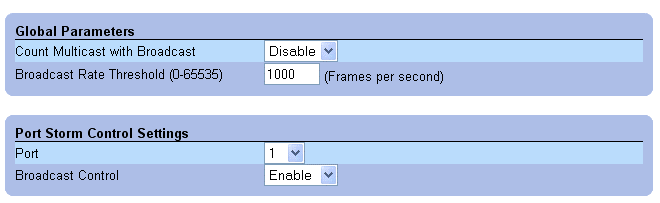 Global Parameters
Count Multicast with Broadcast Disable
Broadcast Rate Threshold (0-65535) 1000 (Frames per second)
Port Storm Control Settings
Port 1
Broadcast Control Enable